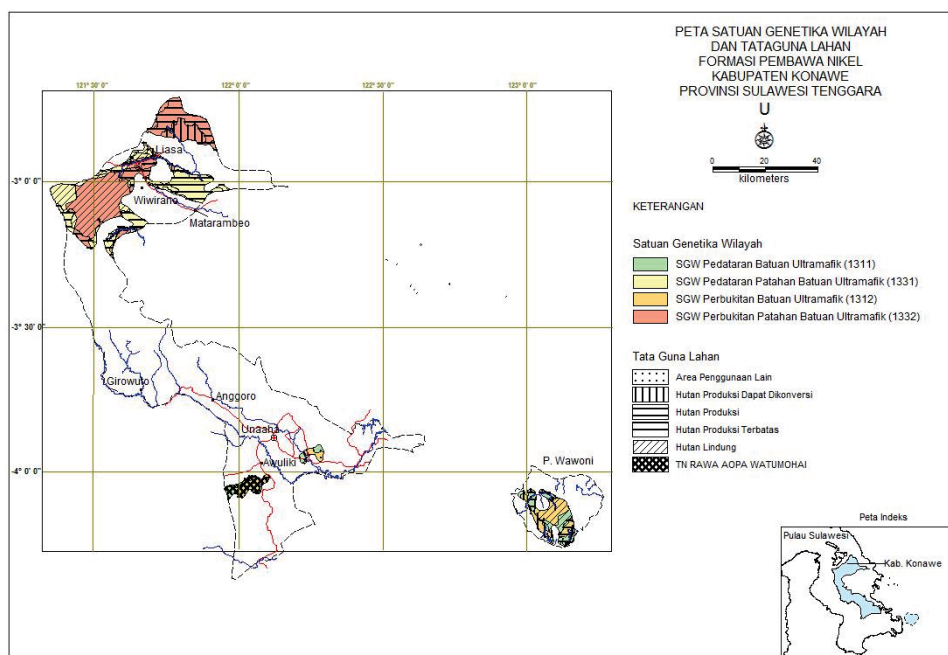 PETA SATUAN GENETIKA WILAYAH
DAN TATAGUNA LAHAN
FORMASI PEMBAWA NIKEL
KABUPATEN KONAWE
PROVINSI SULAWESI TENGGARA
U
0 20 40
kilometers
KETERANGAN
Satuan Genetika Wilayah
SGW Pedataran Batuan Ultramafik (1311)
SGW Pedataran Patahan Batuan Ultramafik (1331)
SGW Perbukitan Batuan Ultramafik (1312)
SGW Perbukitan Patahan Batuan Ultramafik (1332)
Tata Guna Lahan
Area Penggunaan Lain
Hutan Produksi Dapat Dikonversi
Hutan Produksi
Hutan Produksi Terbatas
Hutan Lindung
TN RAWA AOPA WATUMOHAI
Peta Indeks
Pulau Sulawesi
Kab. Konawe
121° 30' 0"
122° 0' 0"
122° 30' 0"
123° 0' 0"
-3° 0' 0"
-3° 30' 0"
-4° 0' 0"
Liasa
Wiwirano
Matarambeo
Girowuto
Anggoro
Unaaha
Awuliki
P. Wawoni